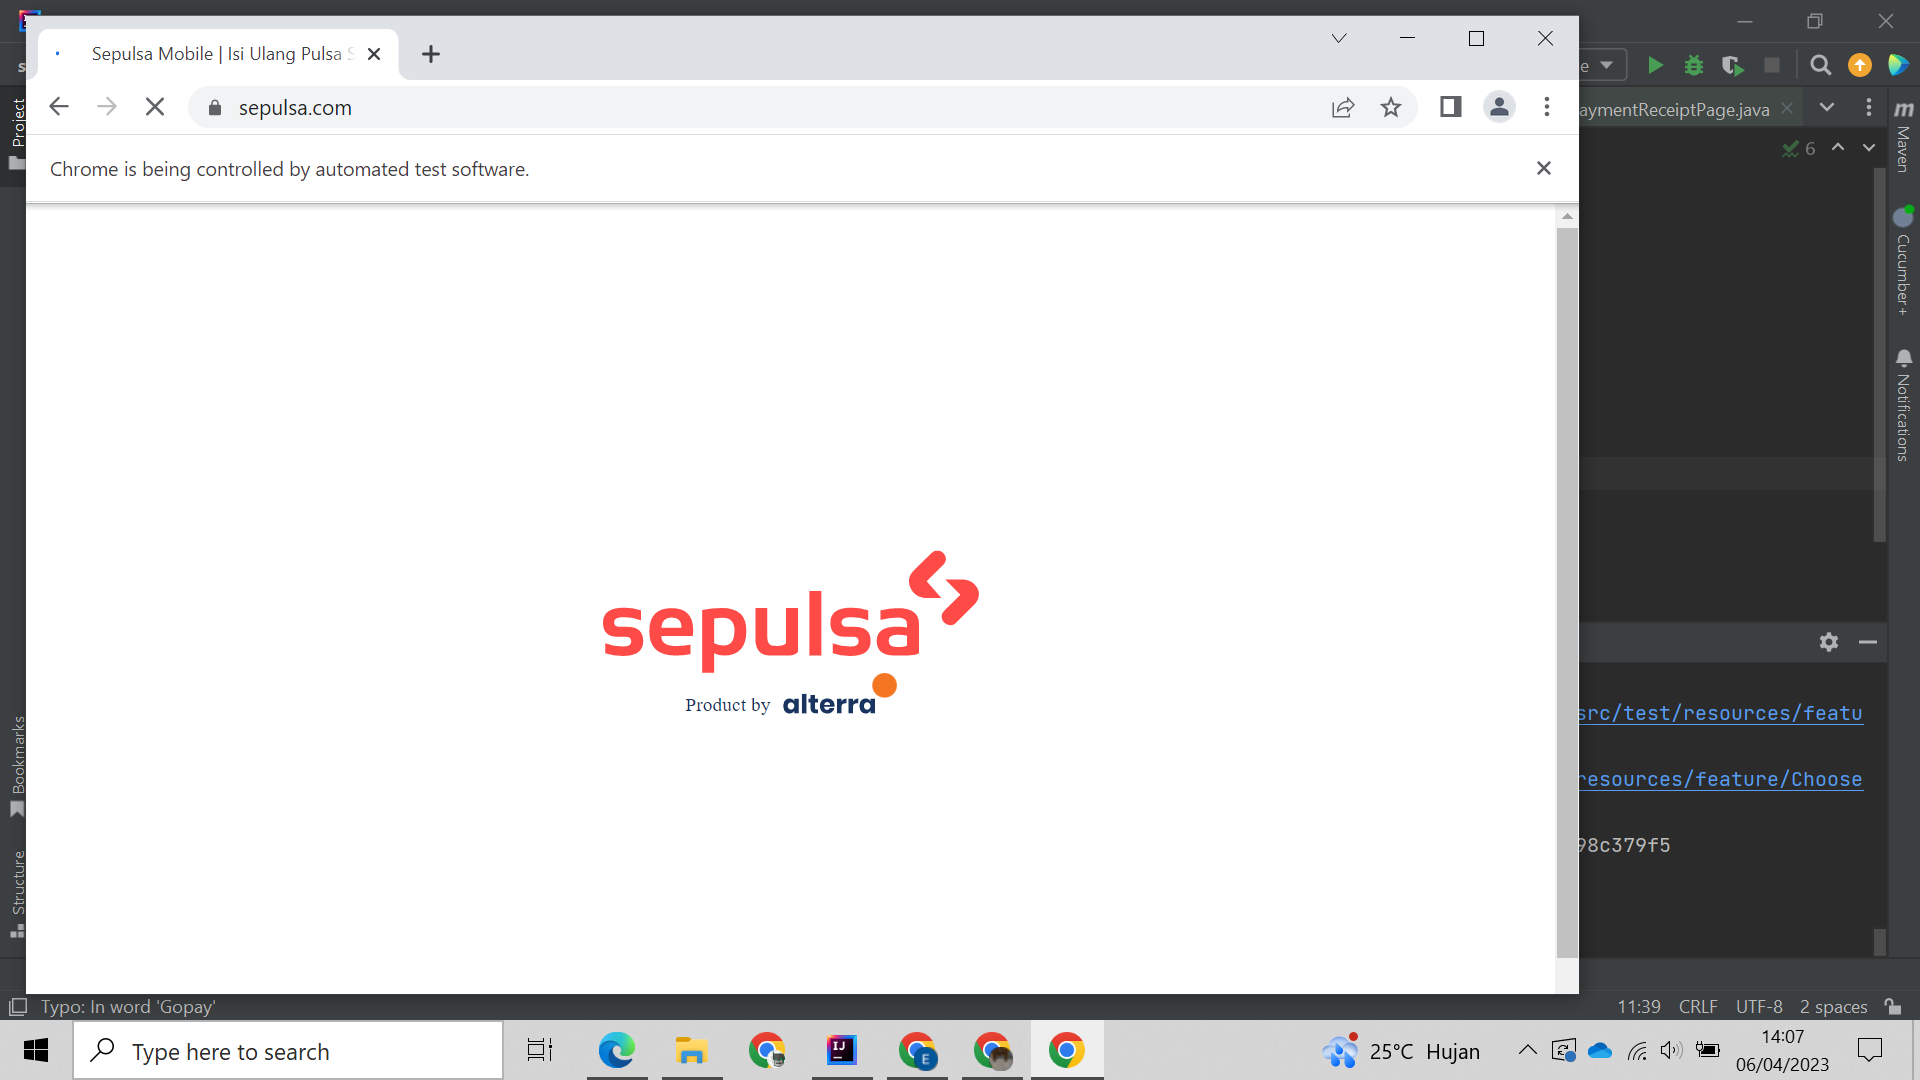 Sepulsa Mobile | Isi Ulang Pulsa S
sepulsa.com
aymentReceiptPage.java
Project
Chrome is being controlled by automated test software.
6
Maven
Cucumber+
Notifications
sepulsa
Product by alterra
src/test/resources/featu
resources/feature/Choose
98c379f5
Bookmarks
Structure
Typo: In word 'Gopay'
11:39 CRLF UTF-8 2 spaces
Type here to search
25°C Hujan
14:07
06/04/2023